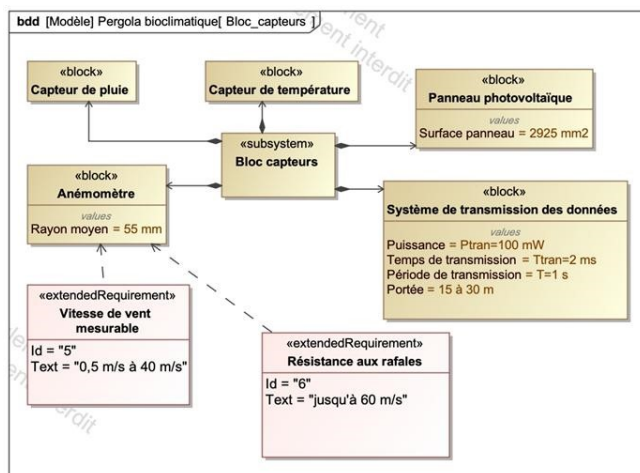 bdd [Modèle] Pergola bioclimatique[ Bloc_capteurs ]
«block»
Capteur de pluie
«block»
Capteur de température
«block»
Panneau photovoltaïque
values
Surface panneau = 2925 mm2
«subsystem»
Bloc capteurs
«block»
Anémomètre
values
Rayon moyen = 55 mm
«block»
Système de transmission des données
values
Puissance = Ptran=100 mW
Temps de transmission = Ttran=2 ms
Période de transmission = T=1 s
Portée = 15 à 30 m
«extendedRequirement»
Vitesse de vent
mesurable
Id = "5"
Text = "0,5 m/s à 40 m/s"
«extendedRequirement»
Résistance aux rafales
Id = "6"
Text = "jusqu'à 60 m/s"
interdit
interdit